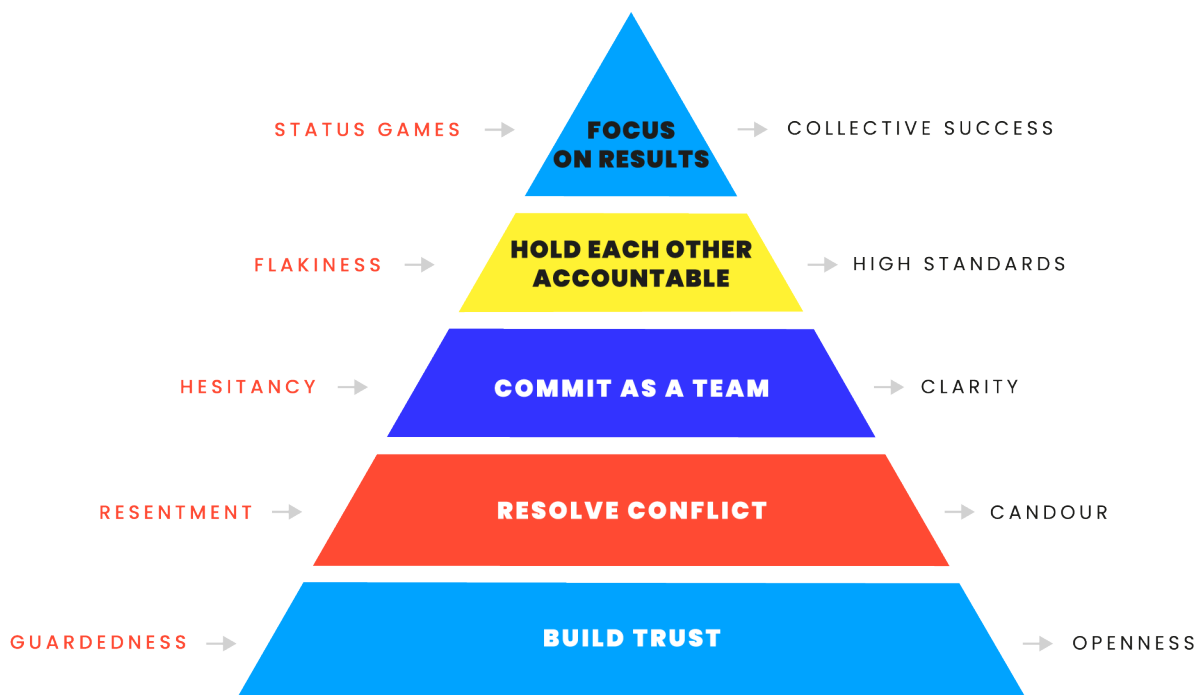 STATUS GAMES
FOCUS
ON RESULTS
COLLECTIVE SUCCESS
FLAKINESS
HOLD EACH OTHER
ACCOUNTABLE
HIGH STANDARDS
HESITANCY
COMMIT AS A TEAM
CLARITY
RESENTMENT
RESOLVE CONFLICT
CANDOUR
GUARDEDNESS
BUILD TRUST
OPENNESS